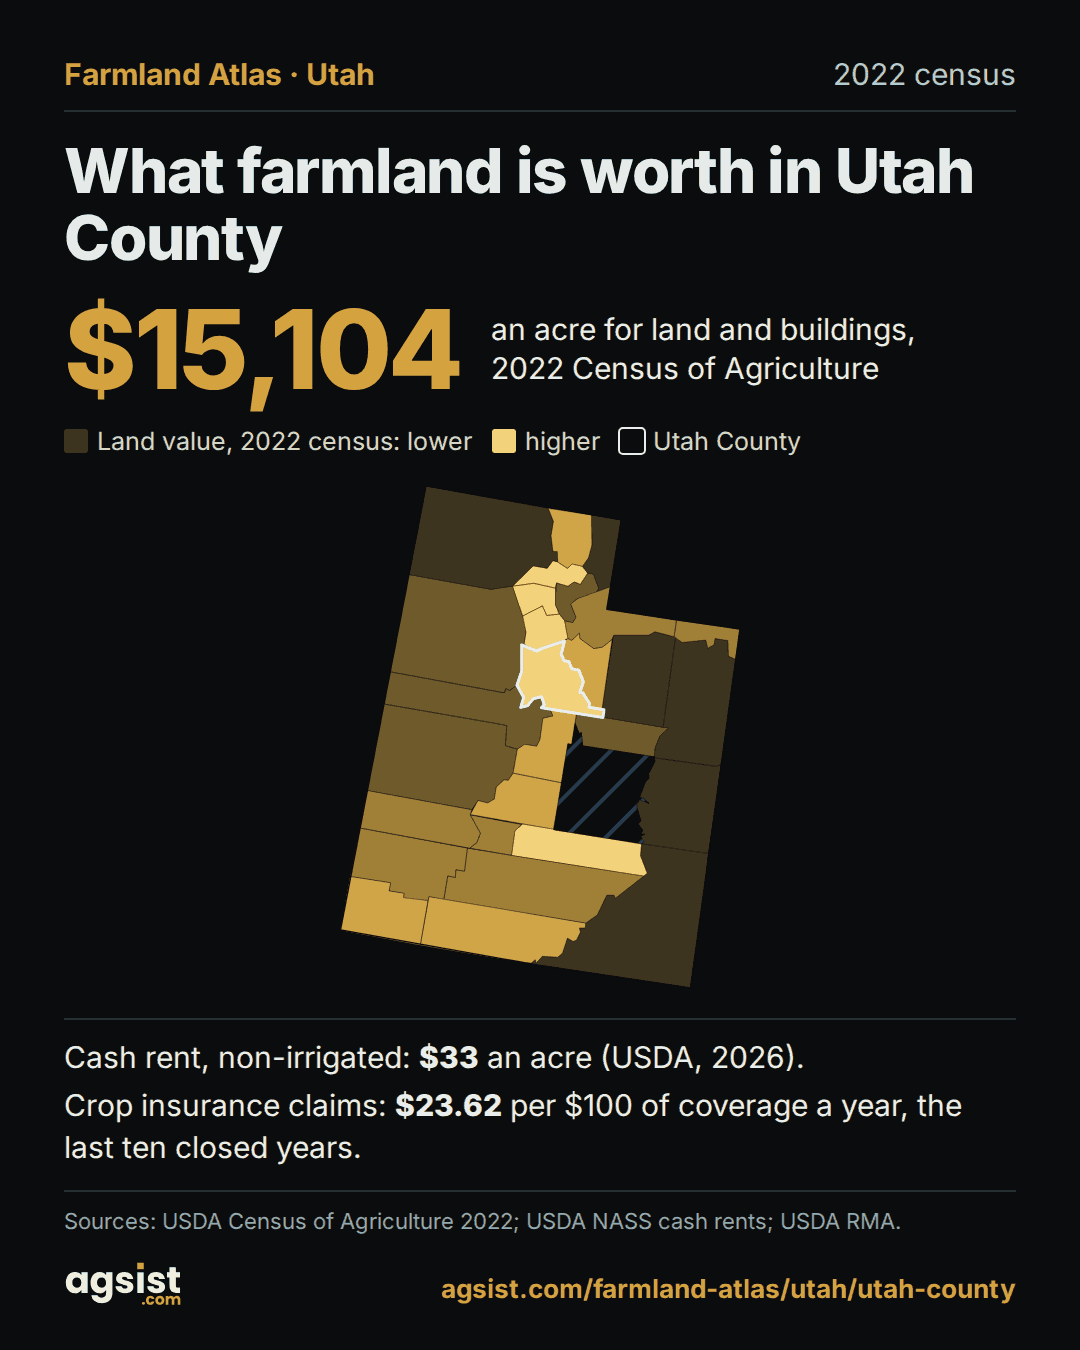 Farmland Atlas · Utah
2022 census
What farmland is worth in Utah
County
$15,104
an acre for land and buildings,
2022 Census of Agriculture
Land value, 2022 census: lower
higher
Utah County
Cash rent, non-irrigated: $33 an acre (USDA, 2026).
Crop insurance claims: $23.62 per $100 of coverage a year, the
last ten closed years.
Sources: USDA Census of Agriculture 2022; USDA NASS cash rents; USDA RMA.
agsist
.com
agsist.com/farmland-atlas/utah/utah-county